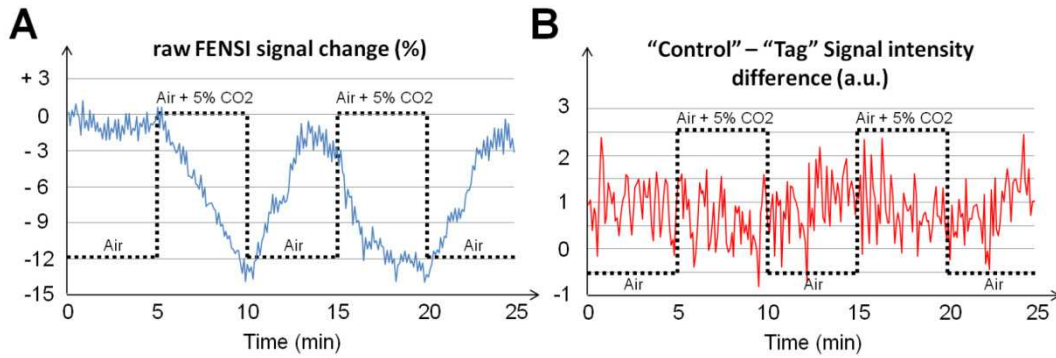 A
raw FENSI signal change (%)
+ 3
0
-3
- 6
-9
-12
-15
Air + 5% CO2
Air + 5% CO2
Air
Air
Air
0
5
10
15
20
25
Time (min)
B
“Control” – “Tag” Signal intensity
difference (a.u.)
3
2
1
0
-1
Air + 5% CO2
Air + 5% CO2
Air
Air
Air
0
5
10
15
20
25
Time (min)